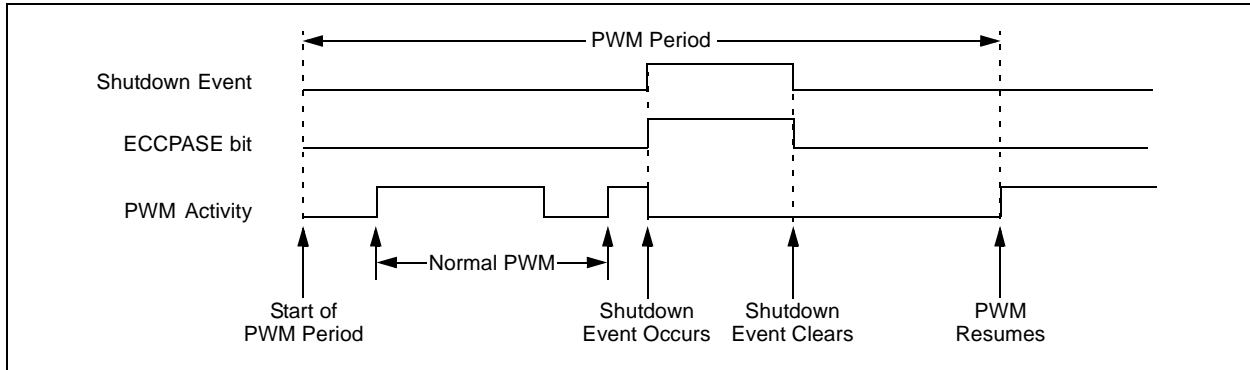 PWM Period
Shutdown Event
ECCPASE bit
PWM Activity
Normal PWM
Start of
PWM Period
Shutdown
Event Occurs
Shutdown
Event Clears
PWM
Resumes